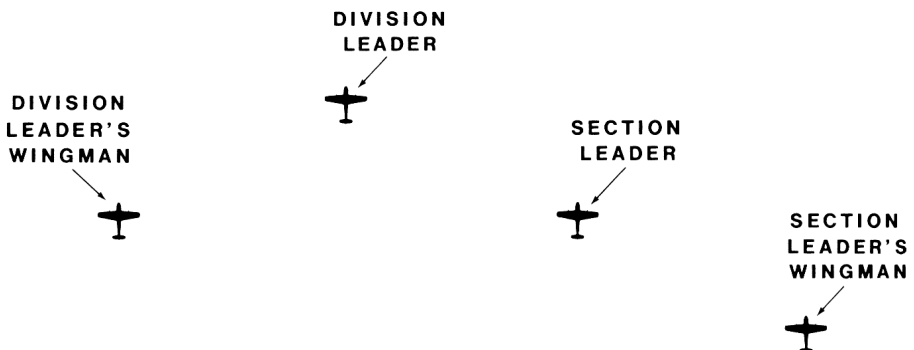 DIVISION
LEADER
DIVISION
LEADER'S
WINGMAN
SECTION
LEADER
SECTION
LEADER'S
WINGMAN